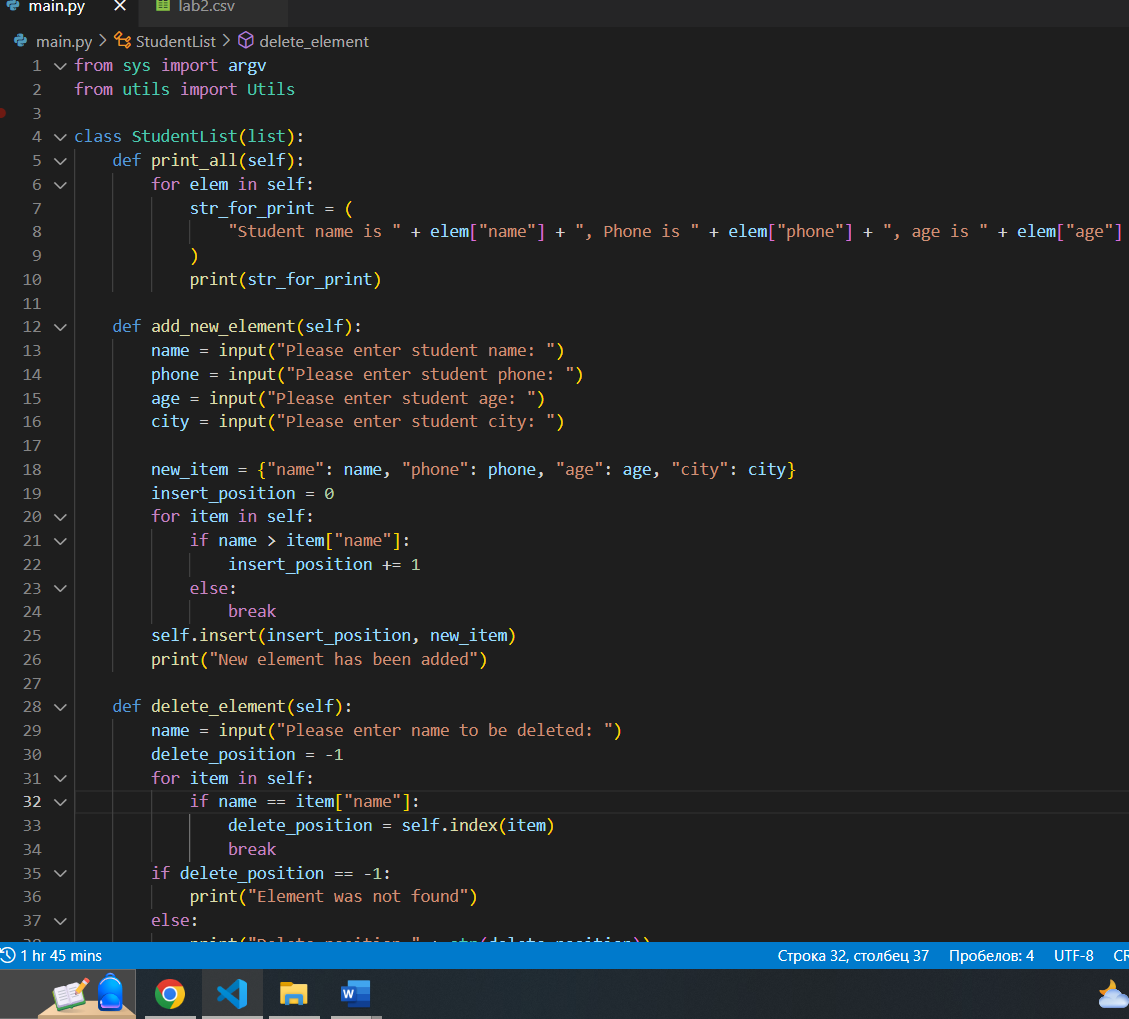 main.py
lab2.csv
main.py > StudentList > delete_element
1 from sys import argv
2 from utils import Utils
3
4 class StudentList(list):
5     def print_all(self):
6         for elem in self:
7             str_for_print = (
8                 "Student name is " + elem["name"] + ", Phone is " + elem["phone"] + ", age is " + elem["age"]
9             )
10             print(str_for_print)
11
12     def add_new_element(self):
13         name = input("Please enter student name: ")
14         phone = input("Please enter student phone: ")
15         age = input("Please enter student age: ")
16         city = input("Please enter student city: ")
17
18         new_item = {"name": name, "phone": phone, "age": age, "city": city}
19         insert_position = 0
20         for item in self:
21             if name > item["name"]:
22                 insert_position += 1
23             else:
24                 break
25         self.insert(insert_position, new_item)
26         print("New element has been added")
27
28     def delete_element(self):
29         name = input("Please enter name to be deleted: ")
30         delete_position = -1
31         for item in self:
32             if name == item["name"]:
33                 delete_position = self.index(item)
34                 break
35         if delete_position == -1:
36             print("Element was not found")
37         else:
1 hr 45 mins
Строка 32, столбец 37
Пробелов: 4
UTF-8
CR
W